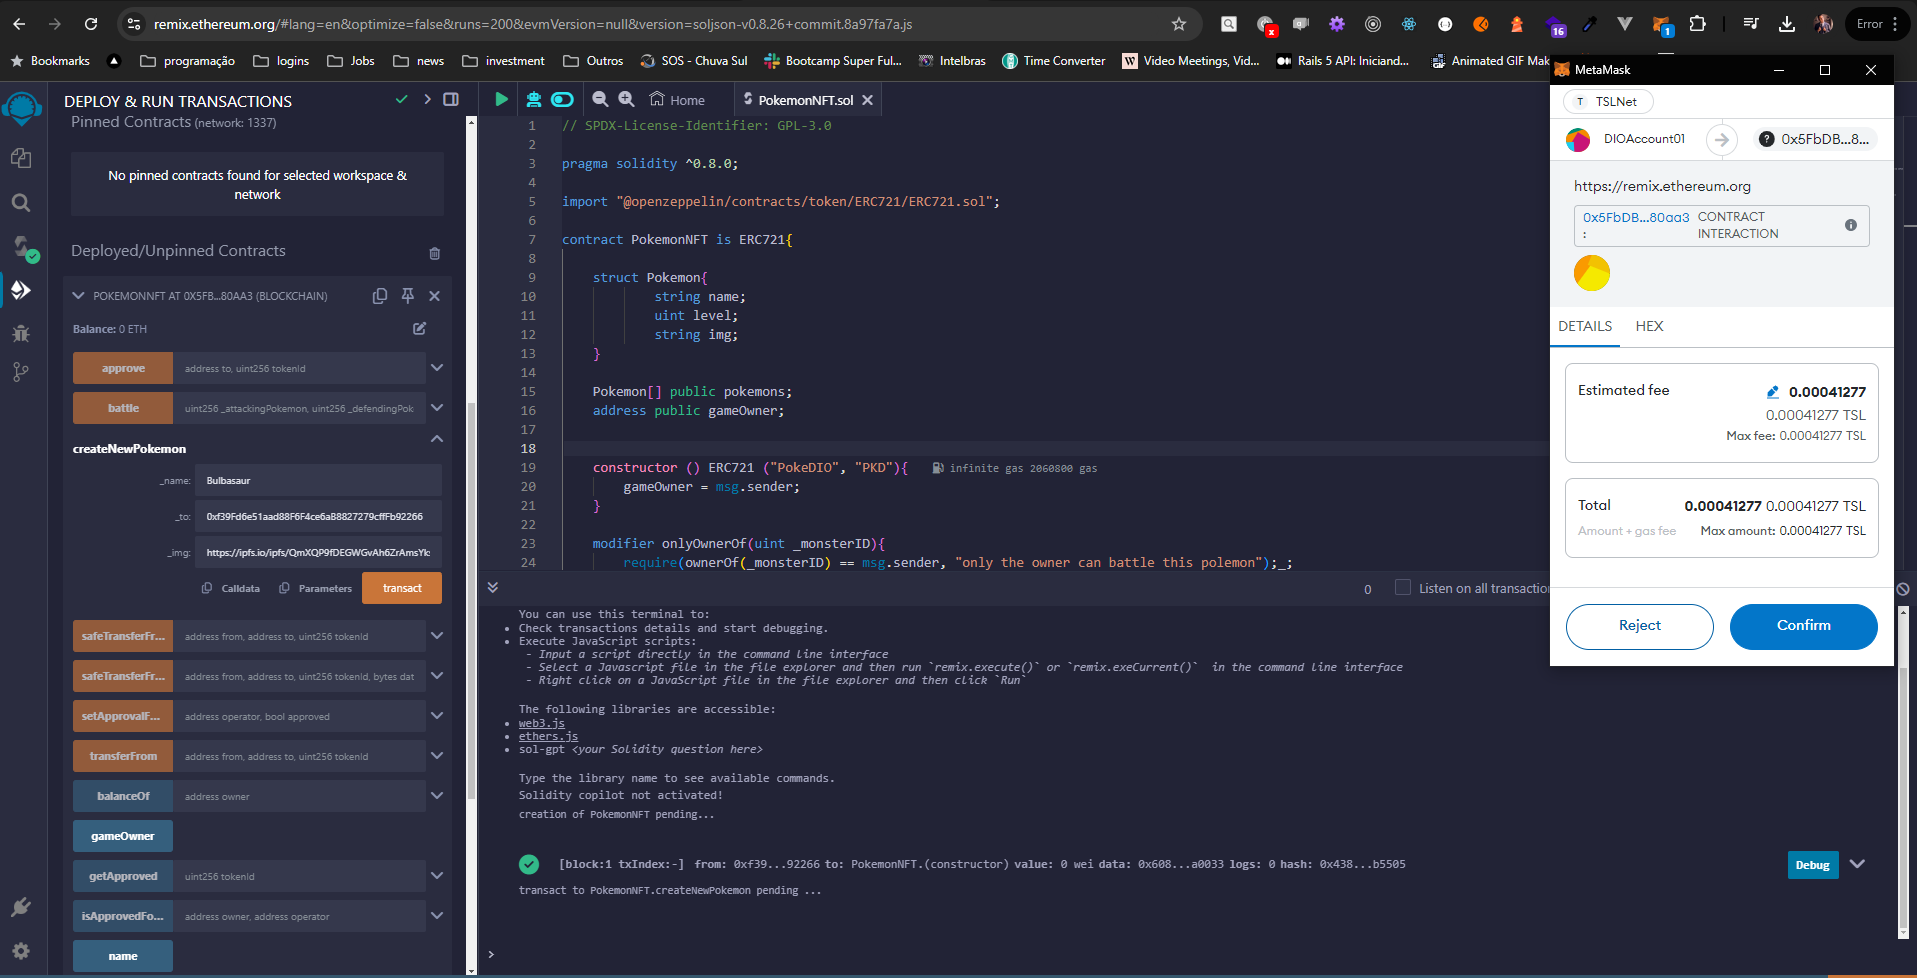 remix.ethereum.org/#lang=en&optimize=false&runs=200&evmVersion=null&version=soljson-v0.8.26+commit.8a97fa7a.js
x
16
1
Error
Bookmarks
programação
logins
Jobs
news
investment
Outros
SOS - Chuva Sul
Bootcamp Super Ful...
Intelbras
Time Converter
Video Meetings, Vid...
Rails 5 API: Iniciand...
Animated GIF Mak
DEPLOY & RUN TRANSACTIONS
Pinned Contracts (network: 1337)
No pinned contracts found for selected workspace &
network
Deployed/Unpinned Contracts
POKEMONNFT AT 0X5FB...80AA3 (BLOCKCHAIN)
Balance: 0 ETH
approve address to, uint256 tokenId
battle uint256 _attackingPokemon, uint256 _defendingPok
createNewPokemon
_name: Bulbasaur
_to: 0xf39Fd6e51aad88F6F4ce6aB8827279cffFb92266
_img: https://ipfs.io/ipfs/QmXQP9fDEGWGvAh6ZrAmsYk
Calldata Parameters transact
safeTransferFr... address from, address to, uint256 tokenId
safeTransferFr... address from, address to, uint256 tokenId, bytes dat
setApprovalF... address operator, bool approved
transferFrom address from, address to, uint256 tokenId
balanceOf address owner
gameOwner
getApproved uint256 tokenId
isApprovedFo... address owner, address operator
name
Home
PokemonNFT.sol
1 // SPDX-License-Identifier: GPL-3.0
2
3 pragma solidity ^0.8.0;
4
5 import "@openzeppelin/contracts/token/ERC721/ERC721.sol";
6
7 contract PokemonNFT is ERC721{
8
9 struct Pokemon{
10 string name;
11 uint level;
12 string img;
13 }
14
15 Pokemon[] public pokemons;
16 address public gameOwner;
17
18
19 constructor () ERC721 ("PokeDIO", "PKD"){ infinite gas 2060800 gas
20 gameOwner = msg.sender;
21 }
22
23 modifier onlyOwnerOf(uint _monsterID){
24 require(ownerOf(_monsterID) == msg.sender, "only the owner can battle this polemon");_;
0 Listen on all transaction
You can use this terminal to:
• Check transactions details and start debugging.
• Execute JavaScript scripts:
- Input a script directly in the command line interface
- Select a Javascript file in the file explorer and then run `remix.execute()` or `remix.exeCurrent()` in the command line interface
- Right click on a JavaScript file in the file explorer and then click `Run`
The following libraries are accessible:
• web3.js
• ethers.js
• sol-gpt <your Solidity question here>
Type the library name to see available commands.
Solidity copilot not activated!
creation of PokemonNFT pending...
[block:1 txIndex:-] from: 0xf39...92266 to: PokemonNFT.(constructor) value: 0 wei data: 0x608...a0033 logs: 0 hash: 0x438...b5505
Debug
transact to PokemonNFT.createNewPokemon pending ...
>
MetaMask
T TSLNet
DIOAccount01
? 0x5FbDB...8...
https://remix.ethereum.org
0x5FbDB...80aa3 CONTRACT
: INTERACTION
DETAILS HEX
Estimated fee 0.00041277
0.00041277 TSL
Max fee: 0.00041277 TSL
Total 0.00041277 0.00041277 TSL
Amount + gas fee Max amount: 0.00041277 TSL
Reject Confirm